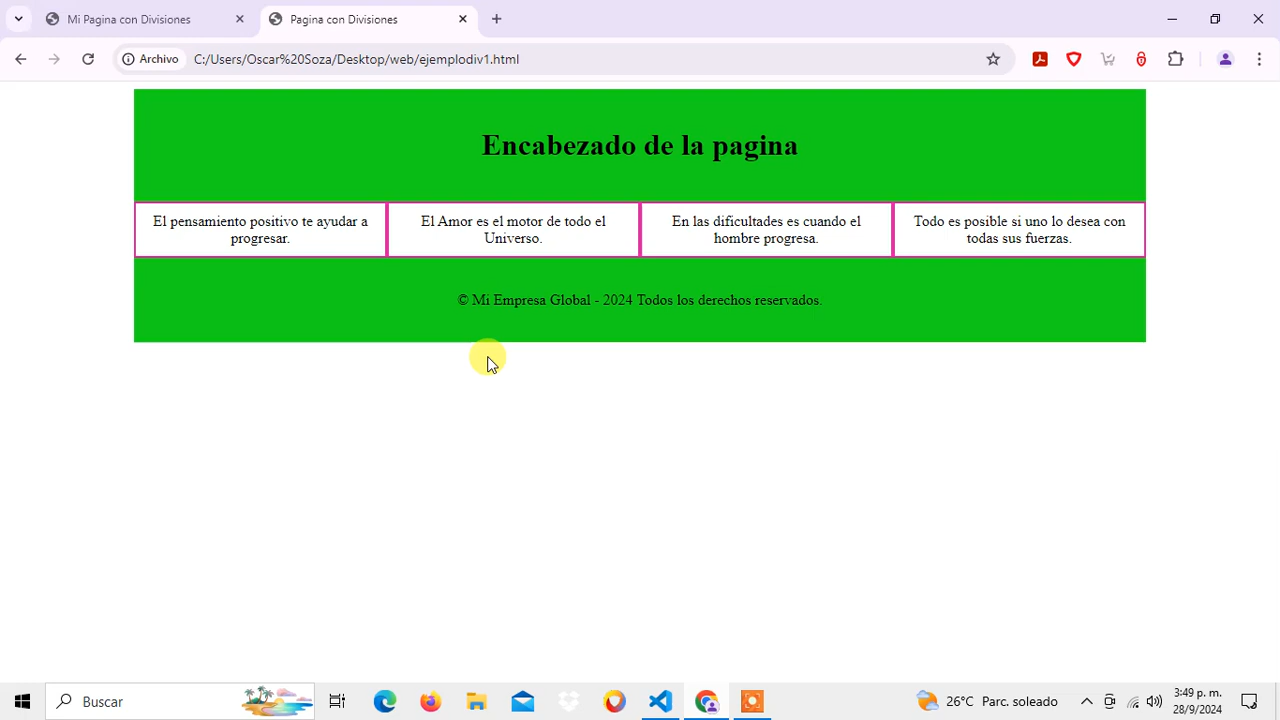 Mi Pagina con Divisiones
Pagina con Divisiones
Archivo
C:/Users/Oscar%20Soza/Desktop/web/ejemplodiv1.html
Encabezado de la pagina
El pensamiento positivo te ayudar a
progresar.
El Amor es el motor de todo el
Universo.
En las dificultades es cuando el
hombre progresa.
Todo es posible si uno lo desea con
todas sus fuerzas.
© Mi Empresa Global - 2024 Todos los derechos reservados.
Buscar
26°C Parc. soleado
3:49 p. m.
28/9/2024